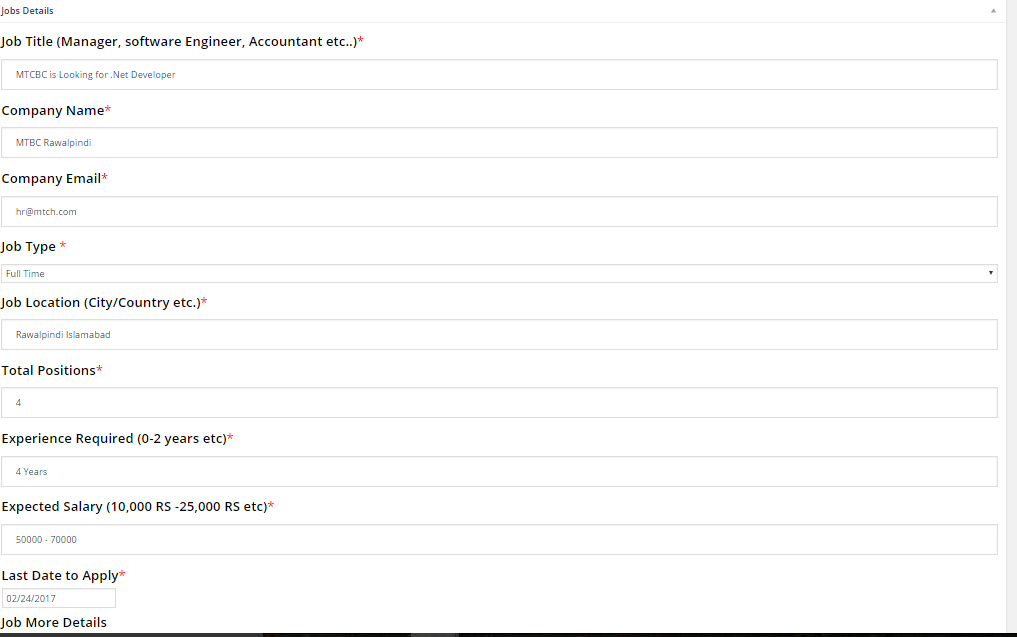 Jobs Details
Job Title (Manager, software Engineer, Accountant etc..)*
MTCBC is Looking for .Net Developer
Company Name*
MTBC Rawalpindi
Company Email*
hr@mtch.com
Job Type *
Full Time
Job Location (City/Country etc.)*
Rawalpindi Islamabad
Total Positions*
4
Experience Required (0-2 years etc)*
4 Years
Expected Salary (10,000 RS -25,000 RS etc)*
50000 - 70000
Last Date to Apply*
02/24/2017
Job More Details